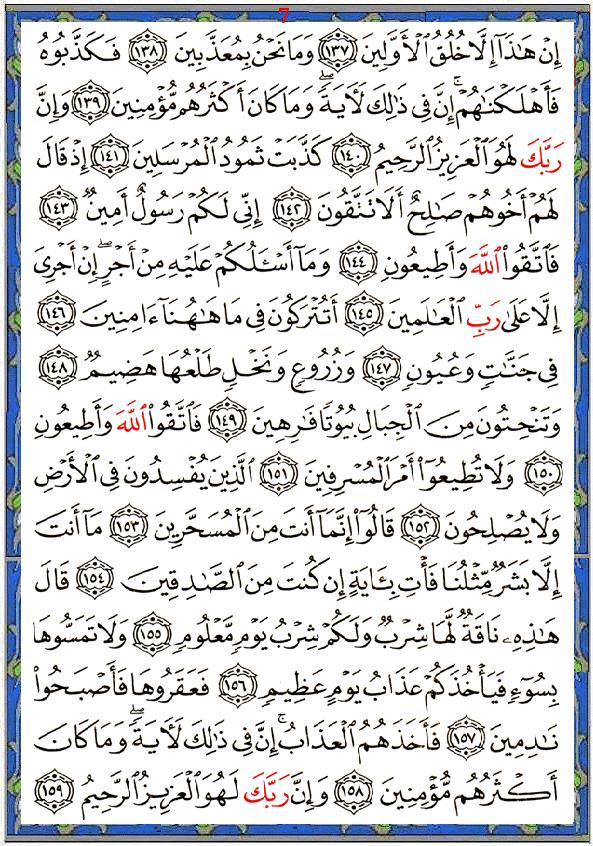 7
إِنْ هَٰذَآ إِلَّا خُلُقُ ٱلْأَوَّلِينَ ﴿١٣٧﴾ وَمَا نَحْنُ بِمُعَذَّبِينَ ﴿١٣٨﴾ فَكَذَّبُوهُ
فَأَهْلَكْنَٰهُمْ ۗ إِنَّ فِى ذَٰلِكَ لَءَايَةً ۖ وَمَا كَانَ أَكْثَرُهُم مُّؤْمِنِينَ ﴿١٣٩﴾ وَإِنَّ
رَبَّكَ لَهُوَ ٱلْعَزِيزُ ٱلرَّحِيمُ ﴿١٤٠﴾ كَذَّبَتْ ثَمُودُ ٱلْمُرْسَلِينَ ﴿١٤١﴾ إِذْ قَالَ
لَهُمْ أَخُوهُمْ صَٰلِحٌ أَلَا تَتَّقُونَ ﴿١٤٢﴾ إِنِّى لَكُمْ رَسُولٌ أَمِينٌ ﴿١٤٣﴾
فَٱتَّقُوا۟ ٱللَّهَ وَأَطِيعُونِ ﴿١٤٤﴾ وَمَآ أَسْـَٔلُكُمْ عَلَيْهِ مِنْ أَجْرٍ ۖ إِنْ أَجْرِىَ
إِلَّا عَلَىٰ رَبِّ ٱلْعَٰلَمِينَ ﴿١٤٥﴾ أَتُتْرَكُونَ فِى مَا هَٰهُنَآ ءَامِنِينَ ﴿١٤٦﴾
فِى جَنَّٰتٍ وَعُيُونٍ ﴿١٤٧﴾ وَزُرُوعٍ وَنَخْلٍ طَلْعُهَا هَضِيمٌ ﴿١٤٨﴾
وَتَنْحِتُونَ مِنَ ٱلْجِبَالِ بُيُوتًا فَٰرِهِينَ ﴿١٤٩﴾ فَٱتَّقُوا۟ ٱللَّهَ وَأَطِيعُونِ
﴿١٥٠﴾ وَلَا تُطِيعُوٓا۟ أَمْرَ ٱلْمُسْرِفِينَ ﴿١٥١﴾ ٱلَّذِينَ يُفْسِدُونَ فِى ٱلْأَرْضِ
وَلَا يُصْلِحُونَ ﴿١٥٢﴾ قَالُوٓا۟ إِنَّمَآ أَنتَ مِنَ ٱلْمُسَحَّرِينَ ﴿١٥٣﴾ مَآ أَنتَ
إِلَّا بَشَرٌ مِّثْلُنَا فَأْتِ بِـَٔايَةٍ إِن كُنتَ مِنَ ٱلصَّٰدِقِينَ ﴿١٥٤﴾ قَالَ
هَٰذِهِۦ نَاقَةٌ لَّهَا شِرْبٌ وَلَكُمْ شِرْبُ يَوْمٍ مَّعْلُومٍ ﴿١٥٥﴾ وَلَا تَمَسُّوهَا
بِسُوٓءٍ فَيَأْخُذَكُمْ عَذَابُ يَوْمٍ عَظِيمٍ ﴿١٥٦﴾ فَعَقَرُوهَا فَأَصْبَحُوا۟
نَٰدِمِينَ ﴿١٥٧﴾ فَأَخَذَهُمُ ٱلْعَذَابُ ۗ إِنَّ فِى ذَٰلِكَ لَءَايَةً ۖ وَمَا كَانَ
أَكْثَرُهُم مُّؤْمِنِينَ ﴿١٥٨﴾ وَإِنَّ رَبَّكَ لَهُوَ ٱلْعَزِيزُ ٱلرَّحِيمُ ﴿١٥٩﴾